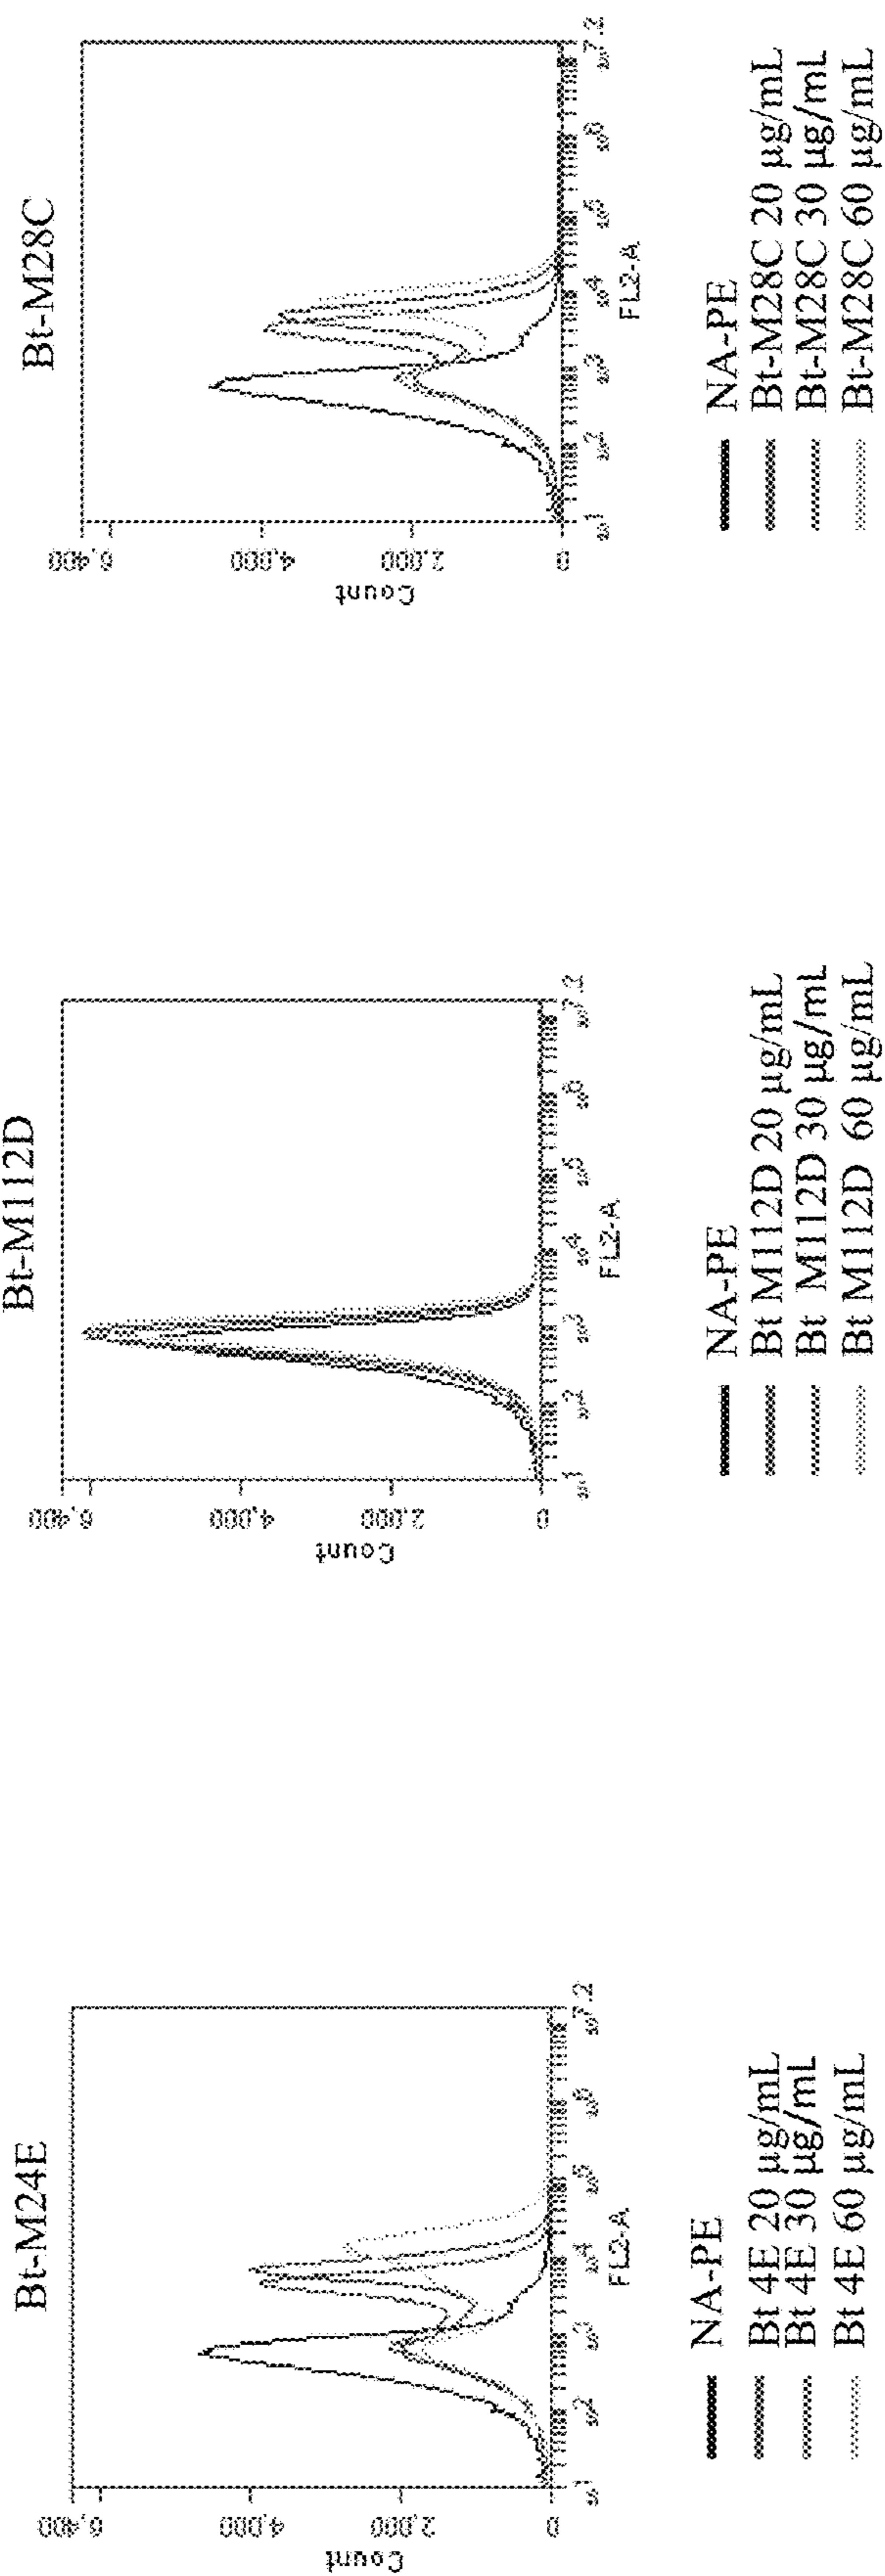 Bt-M24E
6,400
4,000
2,000
0
Count
FL2-A
NA-PE
Bt 4E 20 µg/mL
Bt 4E 30 µg/mL
Bt 4E 60 µg/mL
Bt-M112D
6,400
4,000
2,000
0
Count
FL2-A
NA-PE
Bt M112D 20 µg/mL
Bt M112D 30 µg/mL
Bt M112D 60 µg/mL
Bt-M28C
6,400
4,000
2,000
0
Count
FL2-A
NA-PE
Bt-M28C 20 µg/mL
Bt-M28C 30 µg/mL
Bt-M28C 60 µg/mL